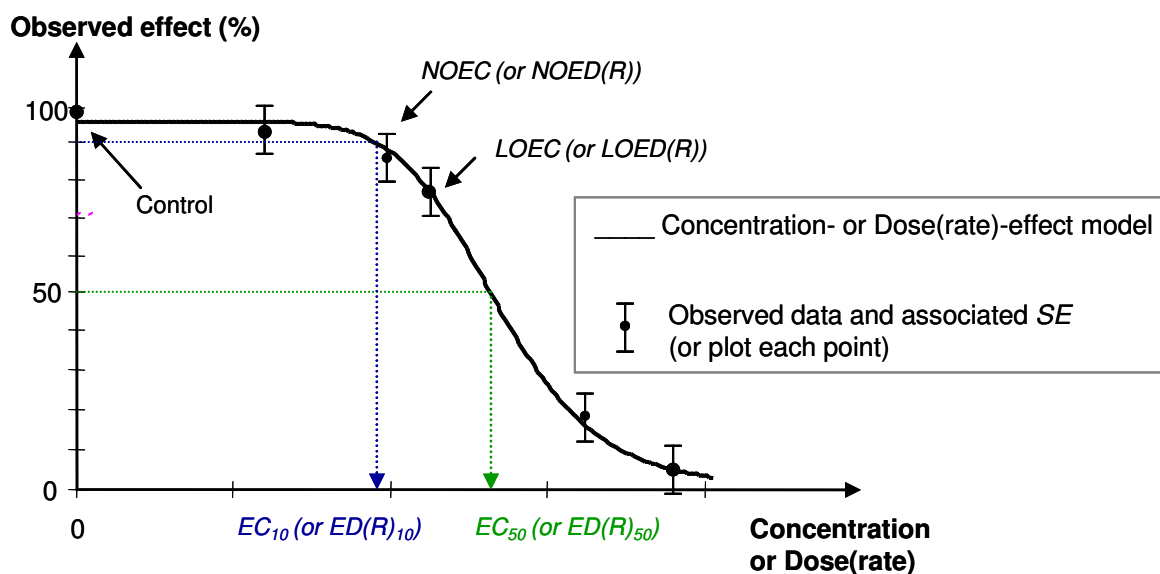 Observed effect (%)
NOEC (or NOED(R))
100
LOEC (or LOED(R))
Control
____ Concentration- or Dose(rate)-effect model
50
Observed data and associated SE
(or plot each point)
0
0
EC10 (or ED(R)10)
EC50 (or ED(R)50)
Concentration
or Dose(rate)